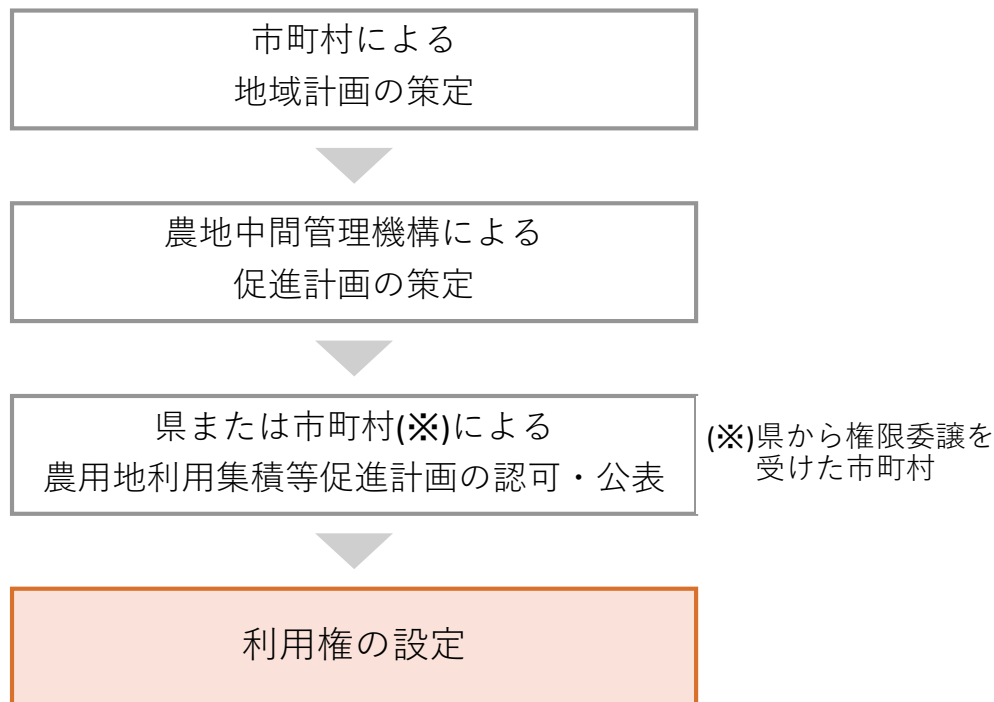 市町村による
地域計画の策定
農地中間管理機構による
促進計画の策定
県または市町村(※)による
農用地利用集積等促進計画の認可・公表
(※)県から権限委譲を
受けた市町村
利用権の設定